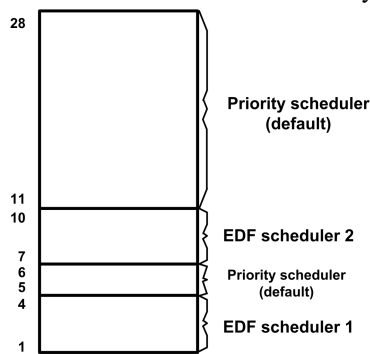 28
Priority scheduler
(default)
11
10
EDF scheduler 2
7
6
Priority scheduler
(default)
5
4
EDF scheduler 1
1